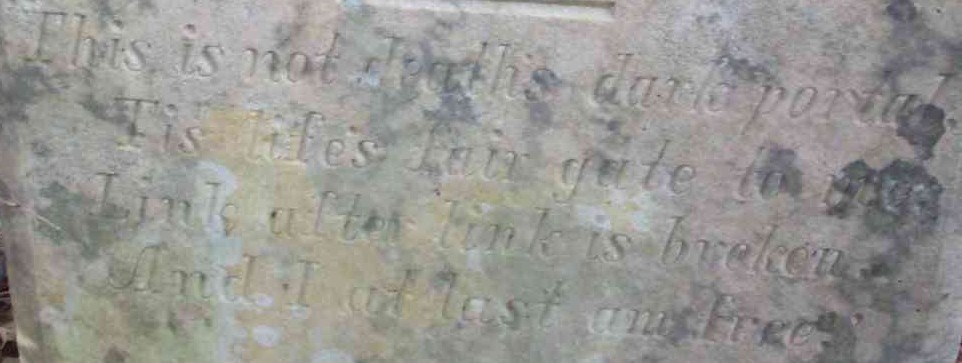 This is not deaths dark portal.
Tis lifes fair gate to me
Link after link is broken
And I at last am free